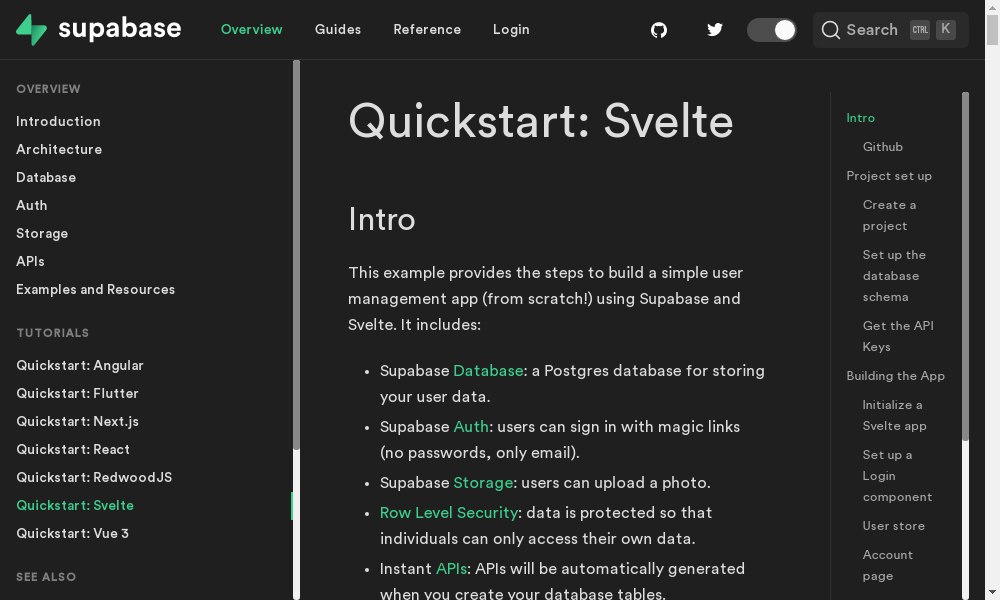 supabase
Overview
Guides
Reference
Login
Search
CTRL
K
OVERVIEW
Introduction
Architecture
Database
Auth
Storage
APIs
Examples and Resources
TUTORIALS
Quickstart: Angular
Quickstart: Flutter
Quickstart: Next.js
Quickstart: React
Quickstart: RedwoodJS
Quickstart: Svelte
Quickstart: Vue 3
SEE ALSO
Quickstart: Svelte
Intro
This example provides the steps to build a simple user
management app (from scratch!) using Supabase and
Svelte. It includes:
• Supabase Database: a Postgres database for storing
your user data.
• Supabase Auth: users can sign in with magic links
(no passwords, only email).
• Supabase Storage: users can upload a photo.
• Row Level Security: data is protected so that
individuals can only access their own data.
• Instant APIs: APIs will be automatically generated
when you create your database tables.
Intro
Github
Project set up
Create a
project
Set up the
database
schema
Get the API
Keys
Building the App
Initialize a
Svelte app
Set up a
Login
component
User store
Account
page